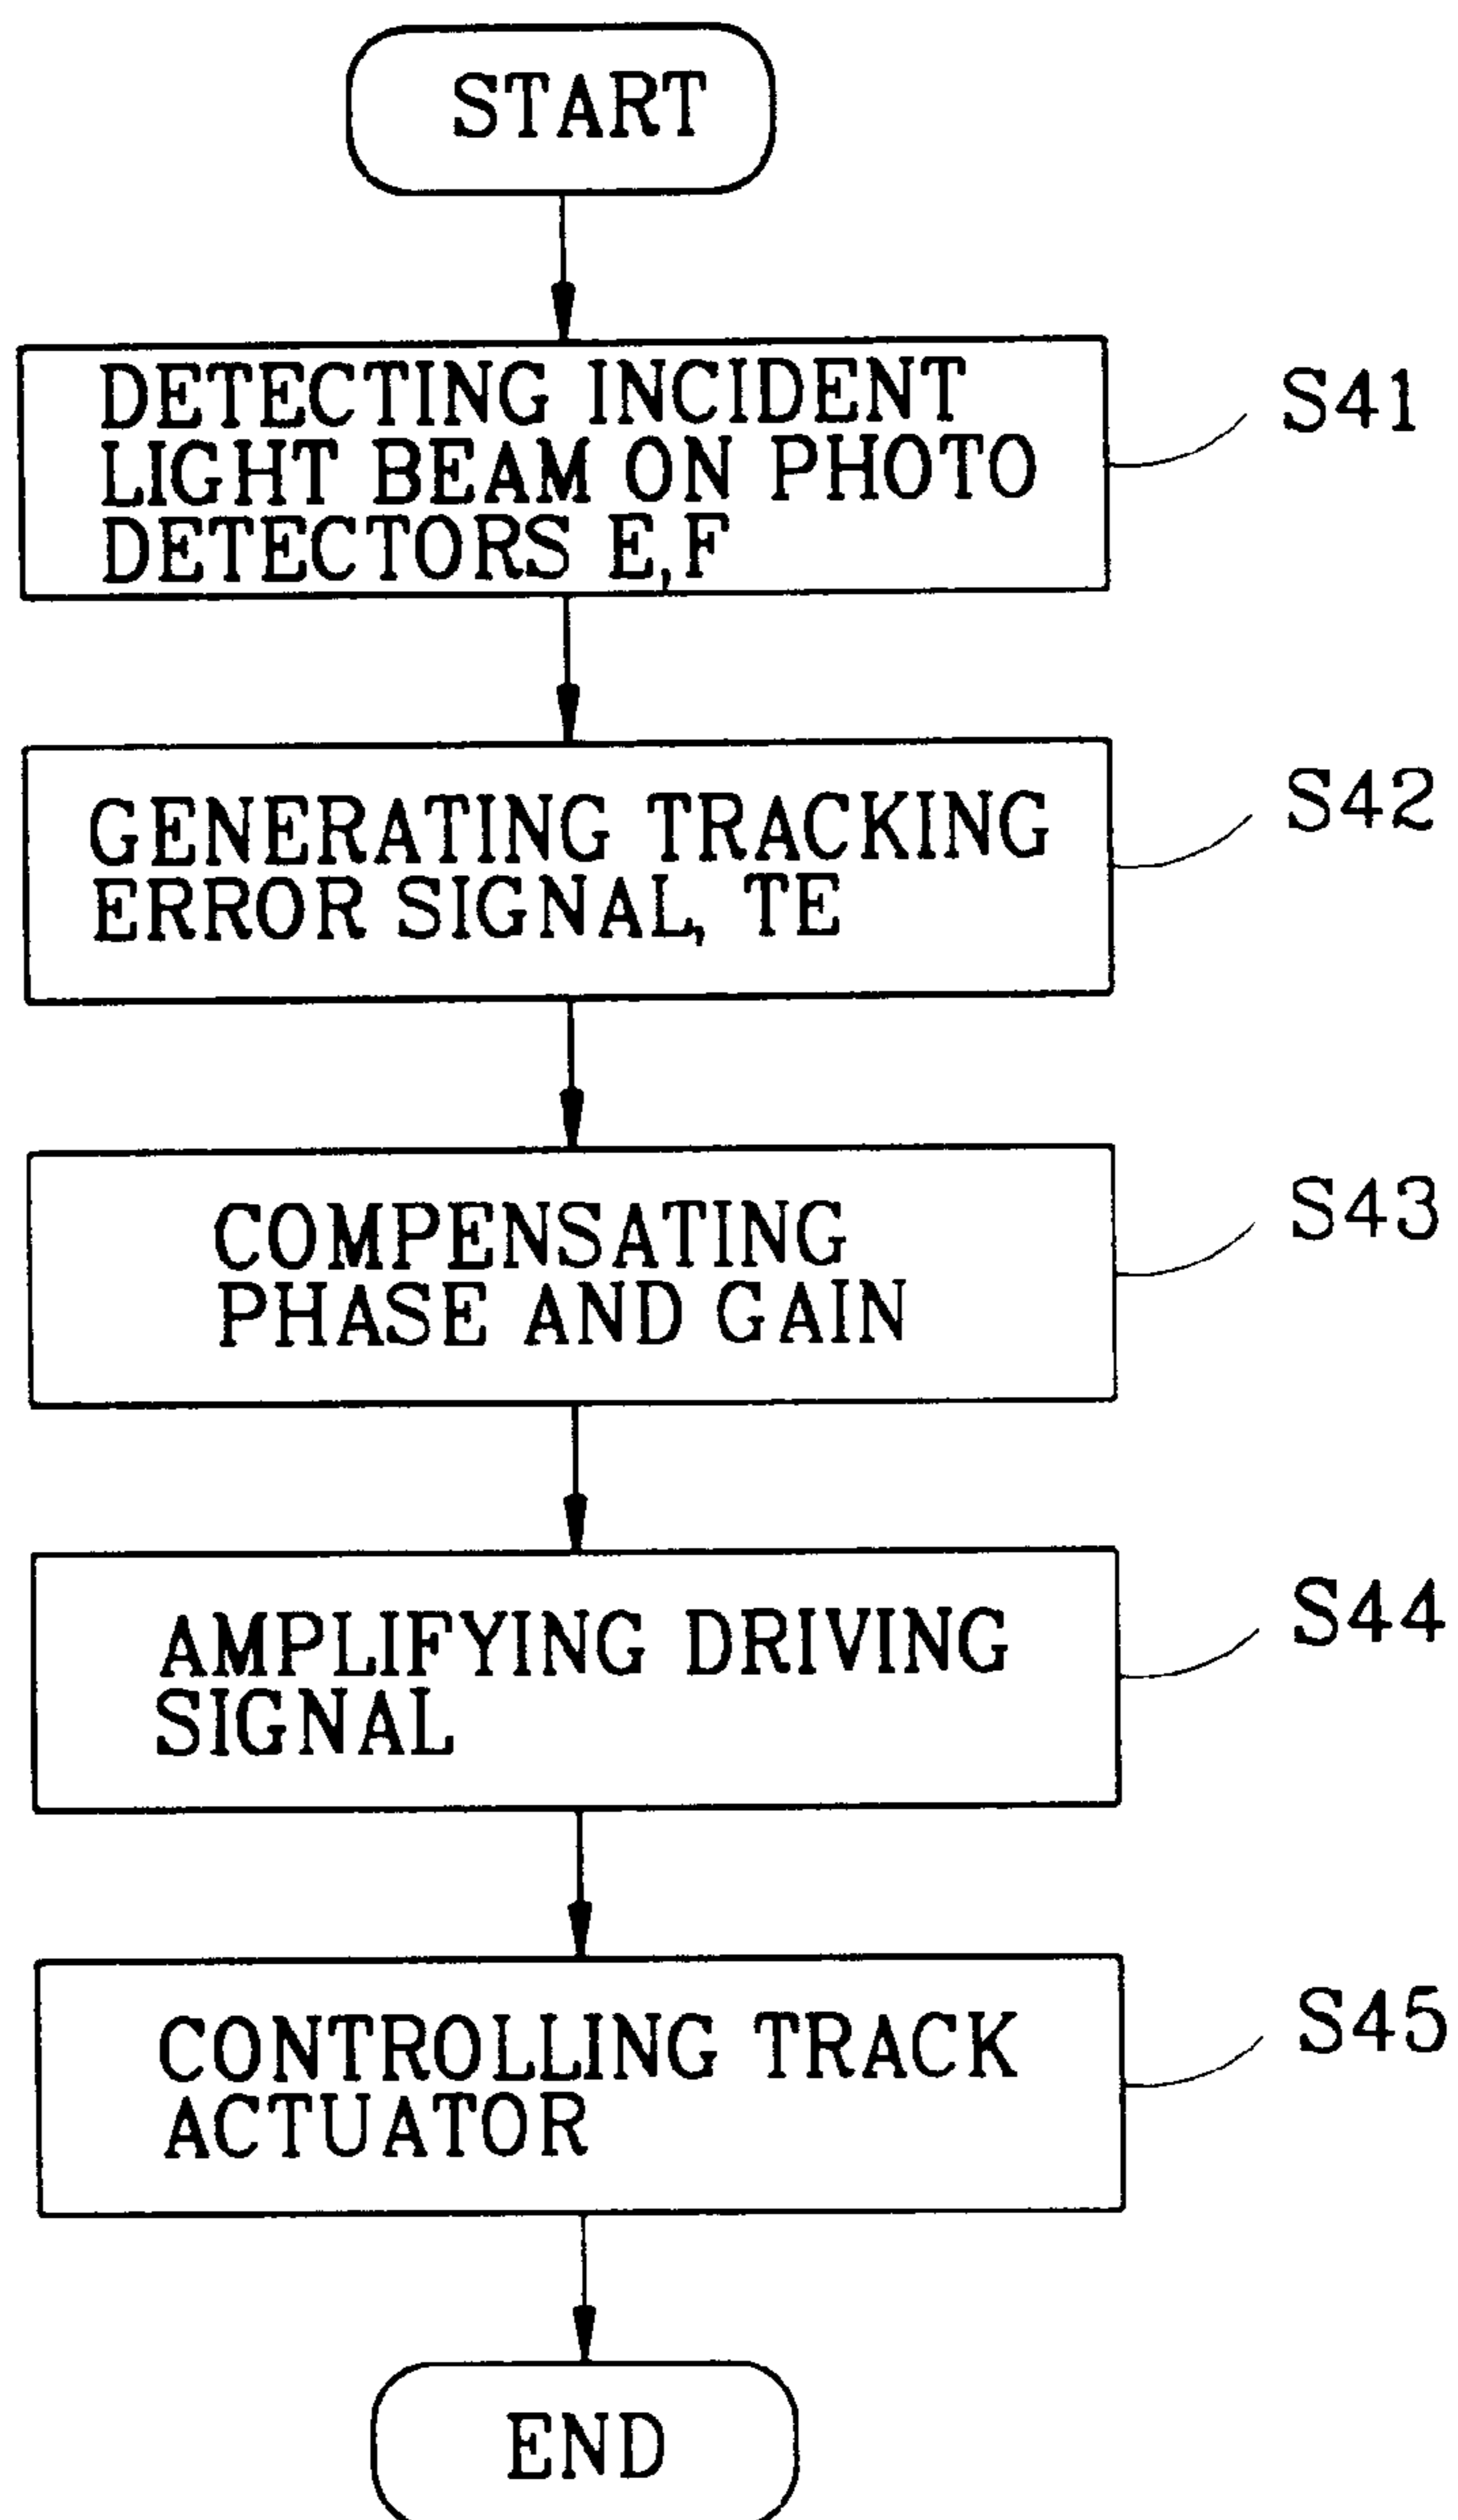 START
DETECTING INCIDENT
LIGHT BEAM ON PHOTO
DETECTORS E,F
S41
GENERATING TRACKING
ERROR SIGNAL, TE
S42
COMPENSATING
PHASE AND GAIN
S43
AMPLIFYING DRIVING
SIGNAL
S44
CONTROLLING TRACK
ACTUATOR
S45
END